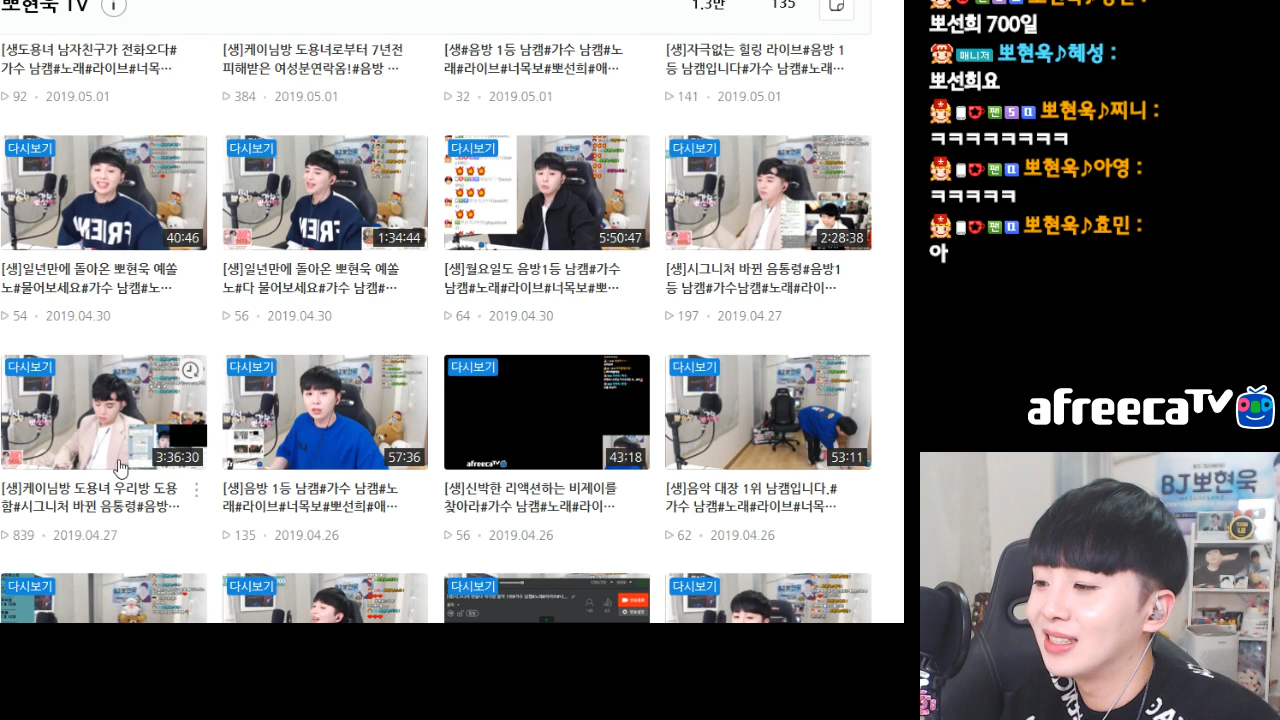 뽀현욱 TV
1.3만
135
[생도용녀 남자친구가 전화오다#
가수 남캠#노래#라이브#너목…
92 · 2019.05.01
[생]케이님방 도용녀로부터 7년전
피해받은 여성분연락옴!#음방 …
384 · 2019.05.01
[생#음방 1등 남캠#가수 남캠#노
래#라이브#너목보#뽀선희#애…
32 · 2019.05.01
[생]자극없는 힐링 라이브#음방 1
등 남캠입니다#가수 남캠#노래…
141 · 2019.05.01
다시보기
40:46
다시보기
1:34:44
다시보기
5:50:47
다시보기
2:28:38
[생]일년만에 돌아온 뽀현욱 예쏠
노#물어보세요#가수 남캠#노…
54 · 2019.04.30
[생]일년만에 돌아온 뽀현욱 예쏠
노#다 물어보세요#가수 남캠#…
56 · 2019.04.30
[생]월요일도 음방1등 남캠#가수
남캠#노래#라이브#너목보#뽀…
64 · 2019.04.30
[생]시그니처 바뀐 음통령#음방1
등 남캠#가수남캠#노래#라이…
197 · 2019.04.27
다시보기
3:36:30
다시보기
57:36
다시보기
afreecaTV
43:18
다시보기
53:11
[생]케이님방 도용녀 우리방 도용
함#시그니처 바뀐 음통령#음방…
839 · 2019.04.27
[생]음방 1등 남캠#가수 남캠#노
래#라이브#너목보#뽀선희#애…
135 · 2019.04.26
[생]신박한 리액션하는 비제이를
찾아라#가수 남캠#노래#라이…
56 · 2019.04.26
[생]음악 대장 1위 남캠입니다.#
가수 남캠#노래#라이브#너목…
62 · 2019.04.26
다시보기
다시보기
다시보기
다시보기
뽀선희 700일
매니저 뽀현욱♪혜성 :
뽀선희요
팬 5 뽀현욱♪찌니 :
ㅋㅋㅋㅋㅋㅋㅋㅋ
팬 뽀현욱♪아영 :
ㅋㅋㅋㅋㅋ
팬 뽀현욱♪효민 :
아
afreecaTV
BJ뽀현욱